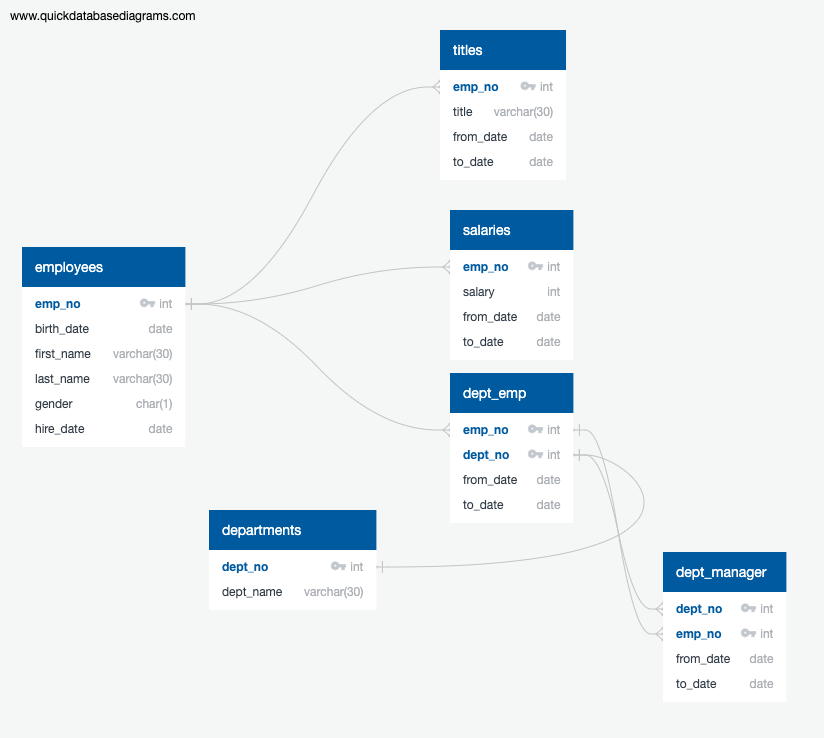 www.quickdatabasediagrams.com
titles
emp_no int
title varchar(30)
from_date date
to_date date
salaries
emp_no int
salary int
from_date date
to_date date
employees
emp_no int
birth_date date
first_name varchar(30)
last_name varchar(30)
gender char(1)
hire_date date
dept_emp
emp_no int
dept_no int
from_date date
to_date date
departments
dept_no int
dept_name varchar(30)
dept_manager
dept_no int
emp_no int
from_date date
to_date date